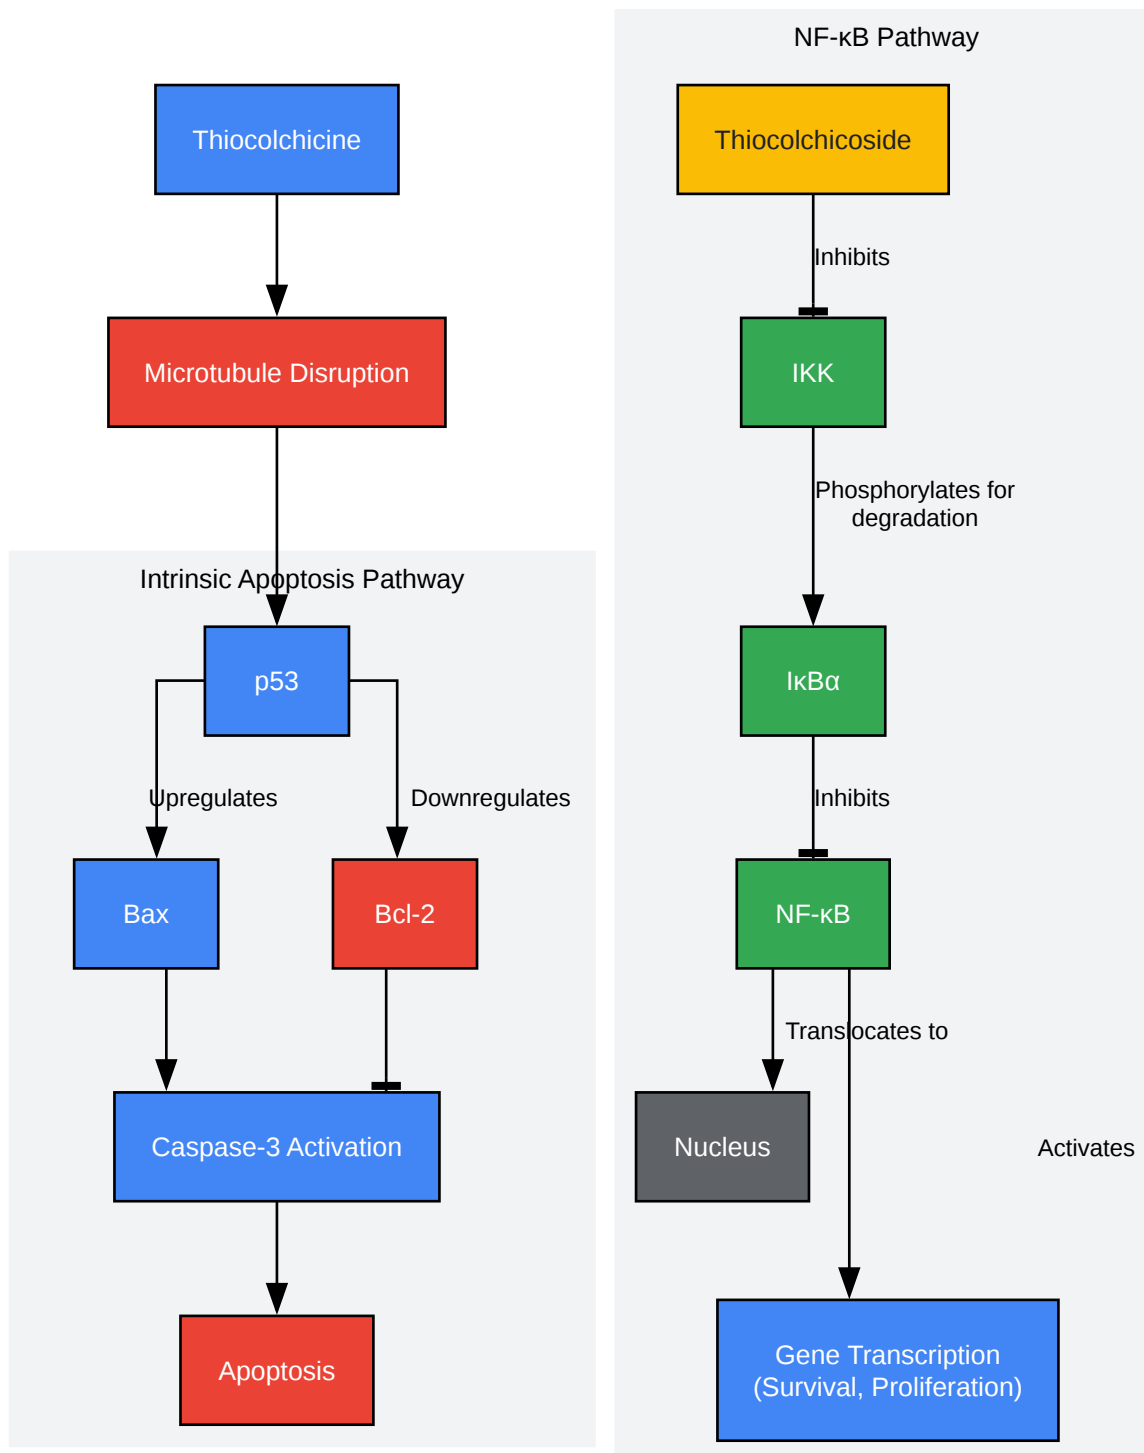 NF-κB Pathway
Thiocolchicine
Thiocolchicoside
Inhibits
Microtubule Disruption
IKK
Phosphorylates for
degradation
Intrinsic Apoptosis Pathway
p53
IκBα
Upregulates
Downregulates
Inhibits
Bax
Bcl-2
NF-κB
Translocates to
Caspase-3 Activation
Nucleus
Activates
Apoptosis
Gene Transcription
(Survival, Proliferation)